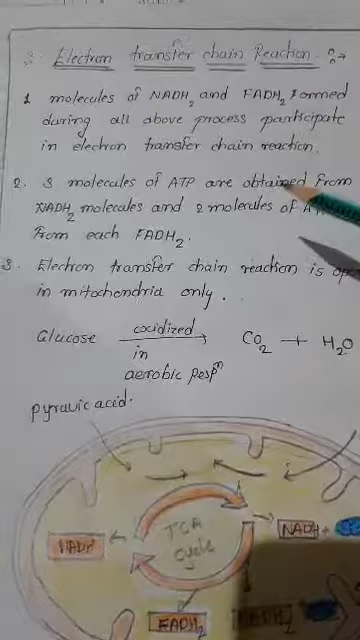 3. Electron transfer chain Reaction :→
1 molecules of NADH2 and FADH2 formed
during all above process participate
in electron transfer chain reaction.
2. 3 molecules of ATP are obtained from
NADH2 molecules and 2 molecules of
from each FADH2.
3. Electron transfer chain reaction is
in mitochondria only.
Glucose oxidized in aerobic respn → CO2 + H2O
pyruvic acid.
TCA
cycle
NADH +
FADH2